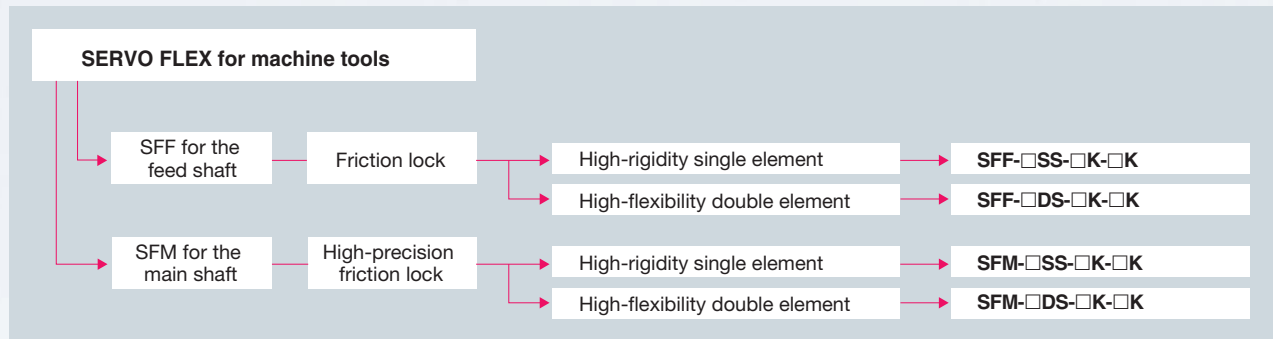 SERVO FLEX for machine tools
SFF for the
feed shaft
Friction lock
High-rigidity single element
SFF-□SS-□K-□K
High-flexibility double element
SFF-□DS-□K-□K
SFM for the
main shaft
High-precision
friction lock
High-rigidity single element
SFM-□SS-□K-□K
High-flexibility double element
SFM-□DS-□K-□K